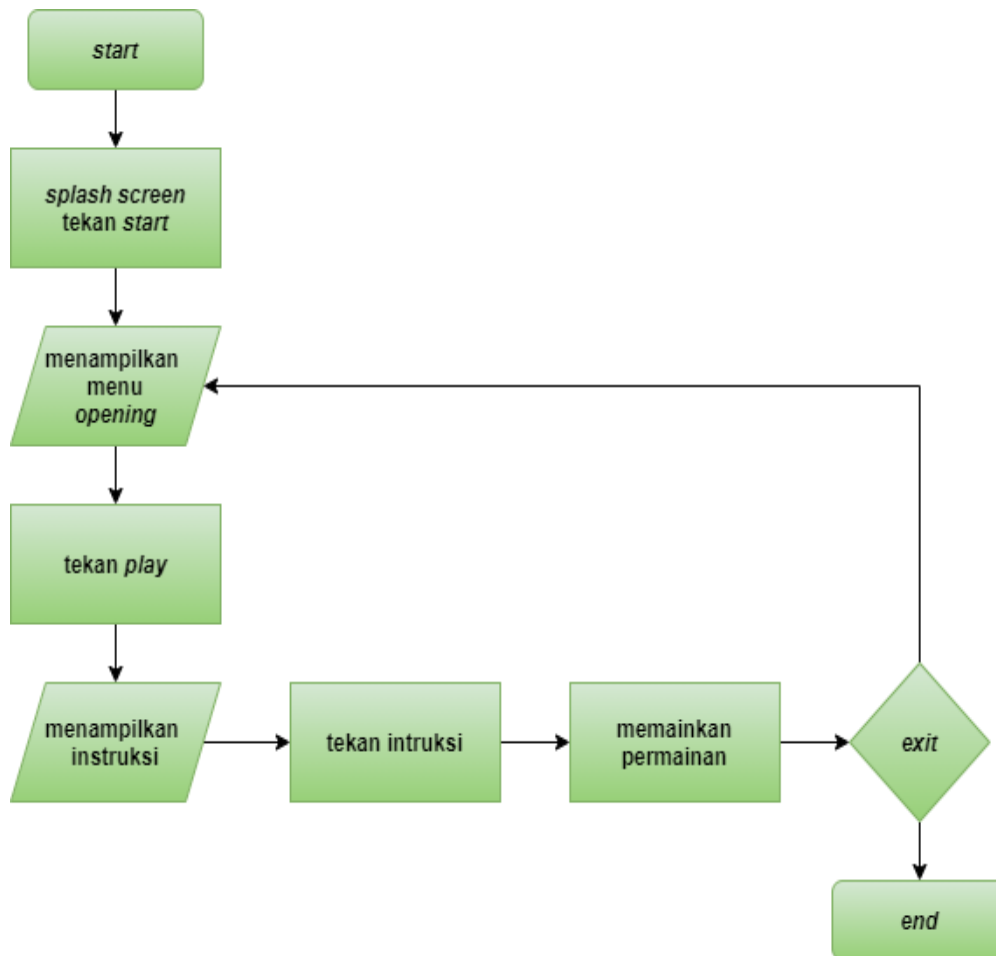 start
splash screen
tekan start
menampilkan
menu
opening
tekan play
menampilkan
instruksi
tekan intruksi
memainkan
permainan
exit
end